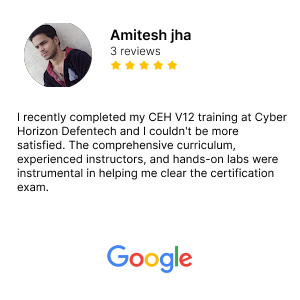 Amitesh jha
3 reviews
I recently completed my CEH V12 training at Cyber
Horizon Defentech and I couldn't be more
satisfied. The comprehensive curriculum,
experienced instructors, and hands-on labs were
instrumental in helping me clear the certification
exam.
Google